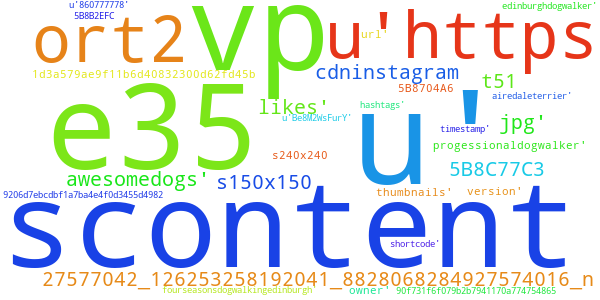 u'860777778' edinburghdogwalker'
5B8B2EFC
ort2 vp u'https
url'
1d3a579ae9f11b6d40832300d62fd45b cdninstagram t51
5B8704A6
e35 likes' hashtags' u' airedaleterrier'
u'Be8M2WsFurY' timestamp' jpg'
s240x240 progessionaldogwalker'
awesomedogs' s150x150 5B8C77C3
9206d7ebcdbf1a7ba4e4f0d3455d4982 thumbnails' version'
scontent
shortcode'
27577042_126253258192041_8828068284927574016_n
fourseasonsdogwalkingedinburgh' owner' 90f731f6f079b2b7941170a774754865